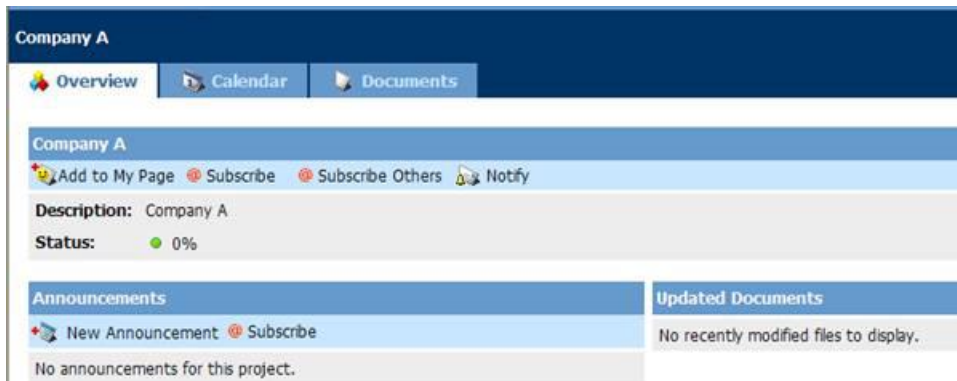 Company A
Overview Calendar Documents
Company A
Add to My Page @ Subscribe @ Subscribe Others Notify
Description: Company A
Status: 0%
Announcements
New Announcement @ Subscribe
No announcements for this project.
Updated Documents
No recently modified files to display.